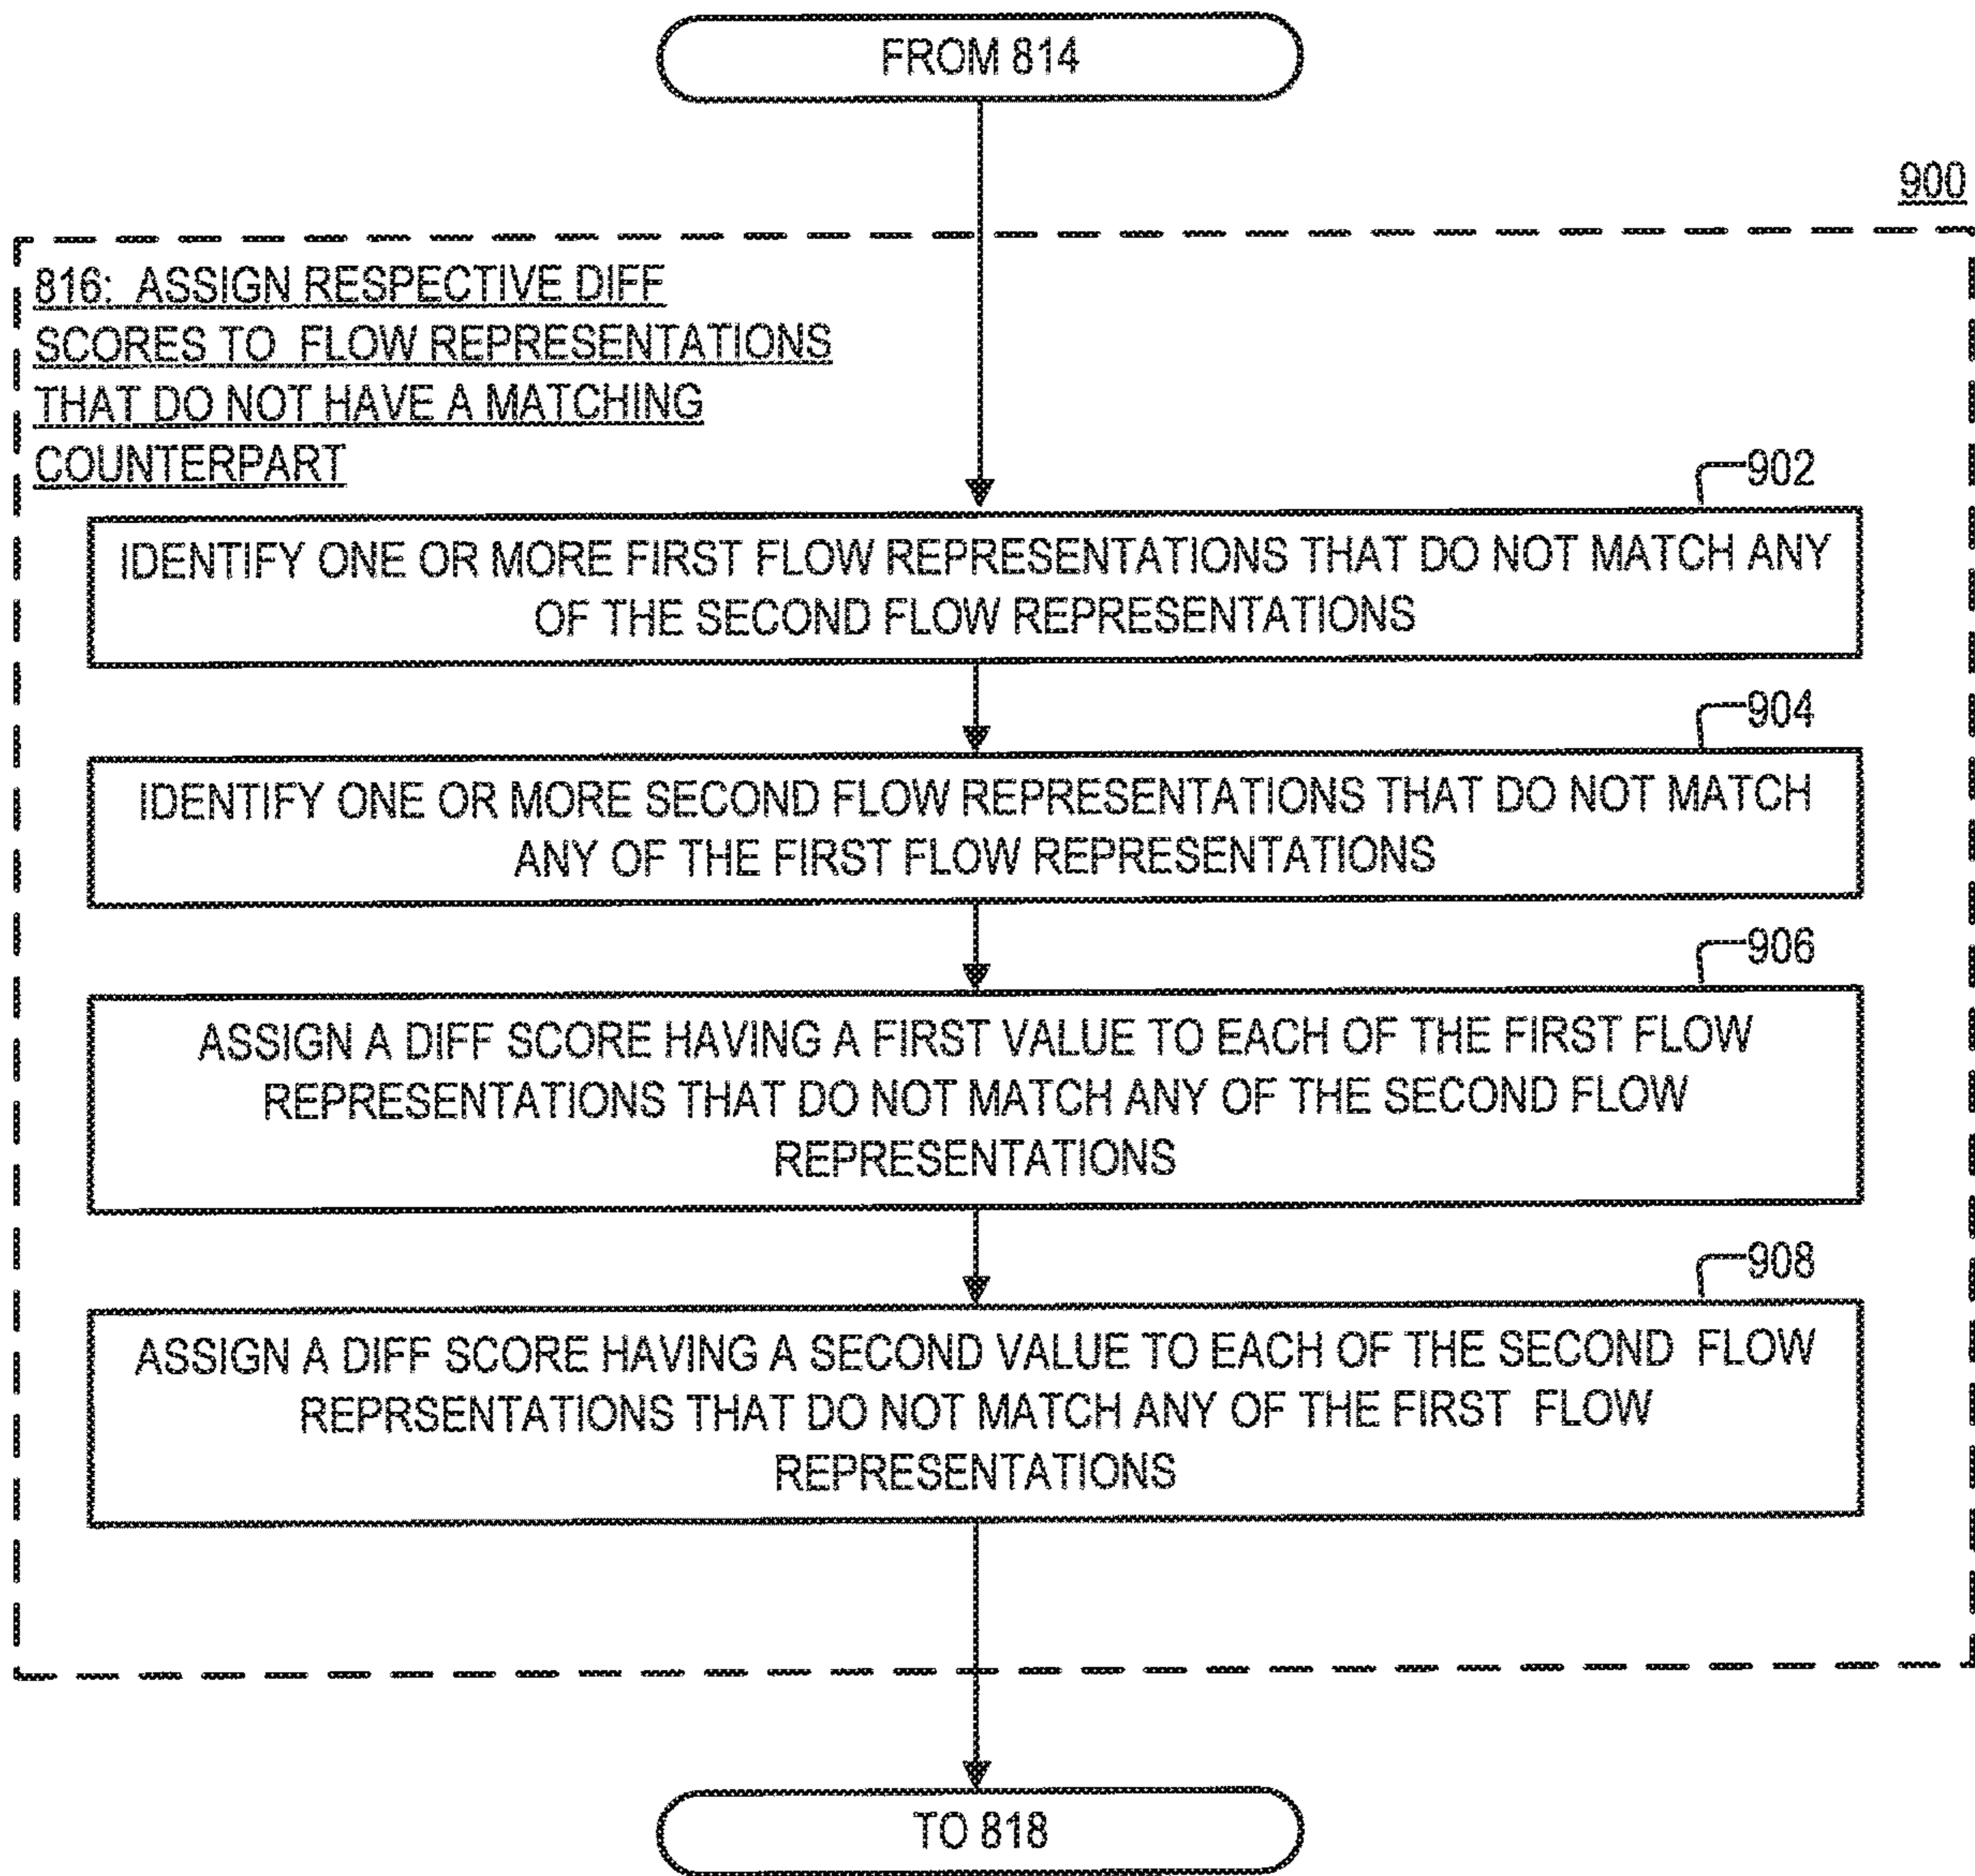 FROM 814
900
816: ASSIGN RESPECTIVE DIFF
SCORES TO FLOW REPRESENTATIONS
THAT DO NOT HAVE A MATCHING
COUNTERPART
902
IDENTIFY ONE OR MORE FIRST FLOW REPRESENTATIONS THAT DO NOT MATCH ANY
OF THE SECOND FLOW REPRESENTATIONS
904
IDENTIFY ONE OR MORE SECOND FLOW REPRESENTATIONS THAT DO NOT MATCH
ANY OF THE FIRST FLOW REPRESENTATIONS
906
ASSIGN A DIFF SCORE HAVING A FIRST VALUE TO EACH OF THE FIRST FLOW
REPRESENTATIONS THAT DO NOT MATCH ANY OF THE SECOND FLOW
REPRESENTATIONS
908
ASSIGN A DIFF SCORE HAVING A SECOND VALUE TO EACH OF THE SECOND FLOW
REPRSENTATIONS THAT DO NOT MATCH ANY OF THE FIRST FLOW
REPRESENTATIONS
TO 818